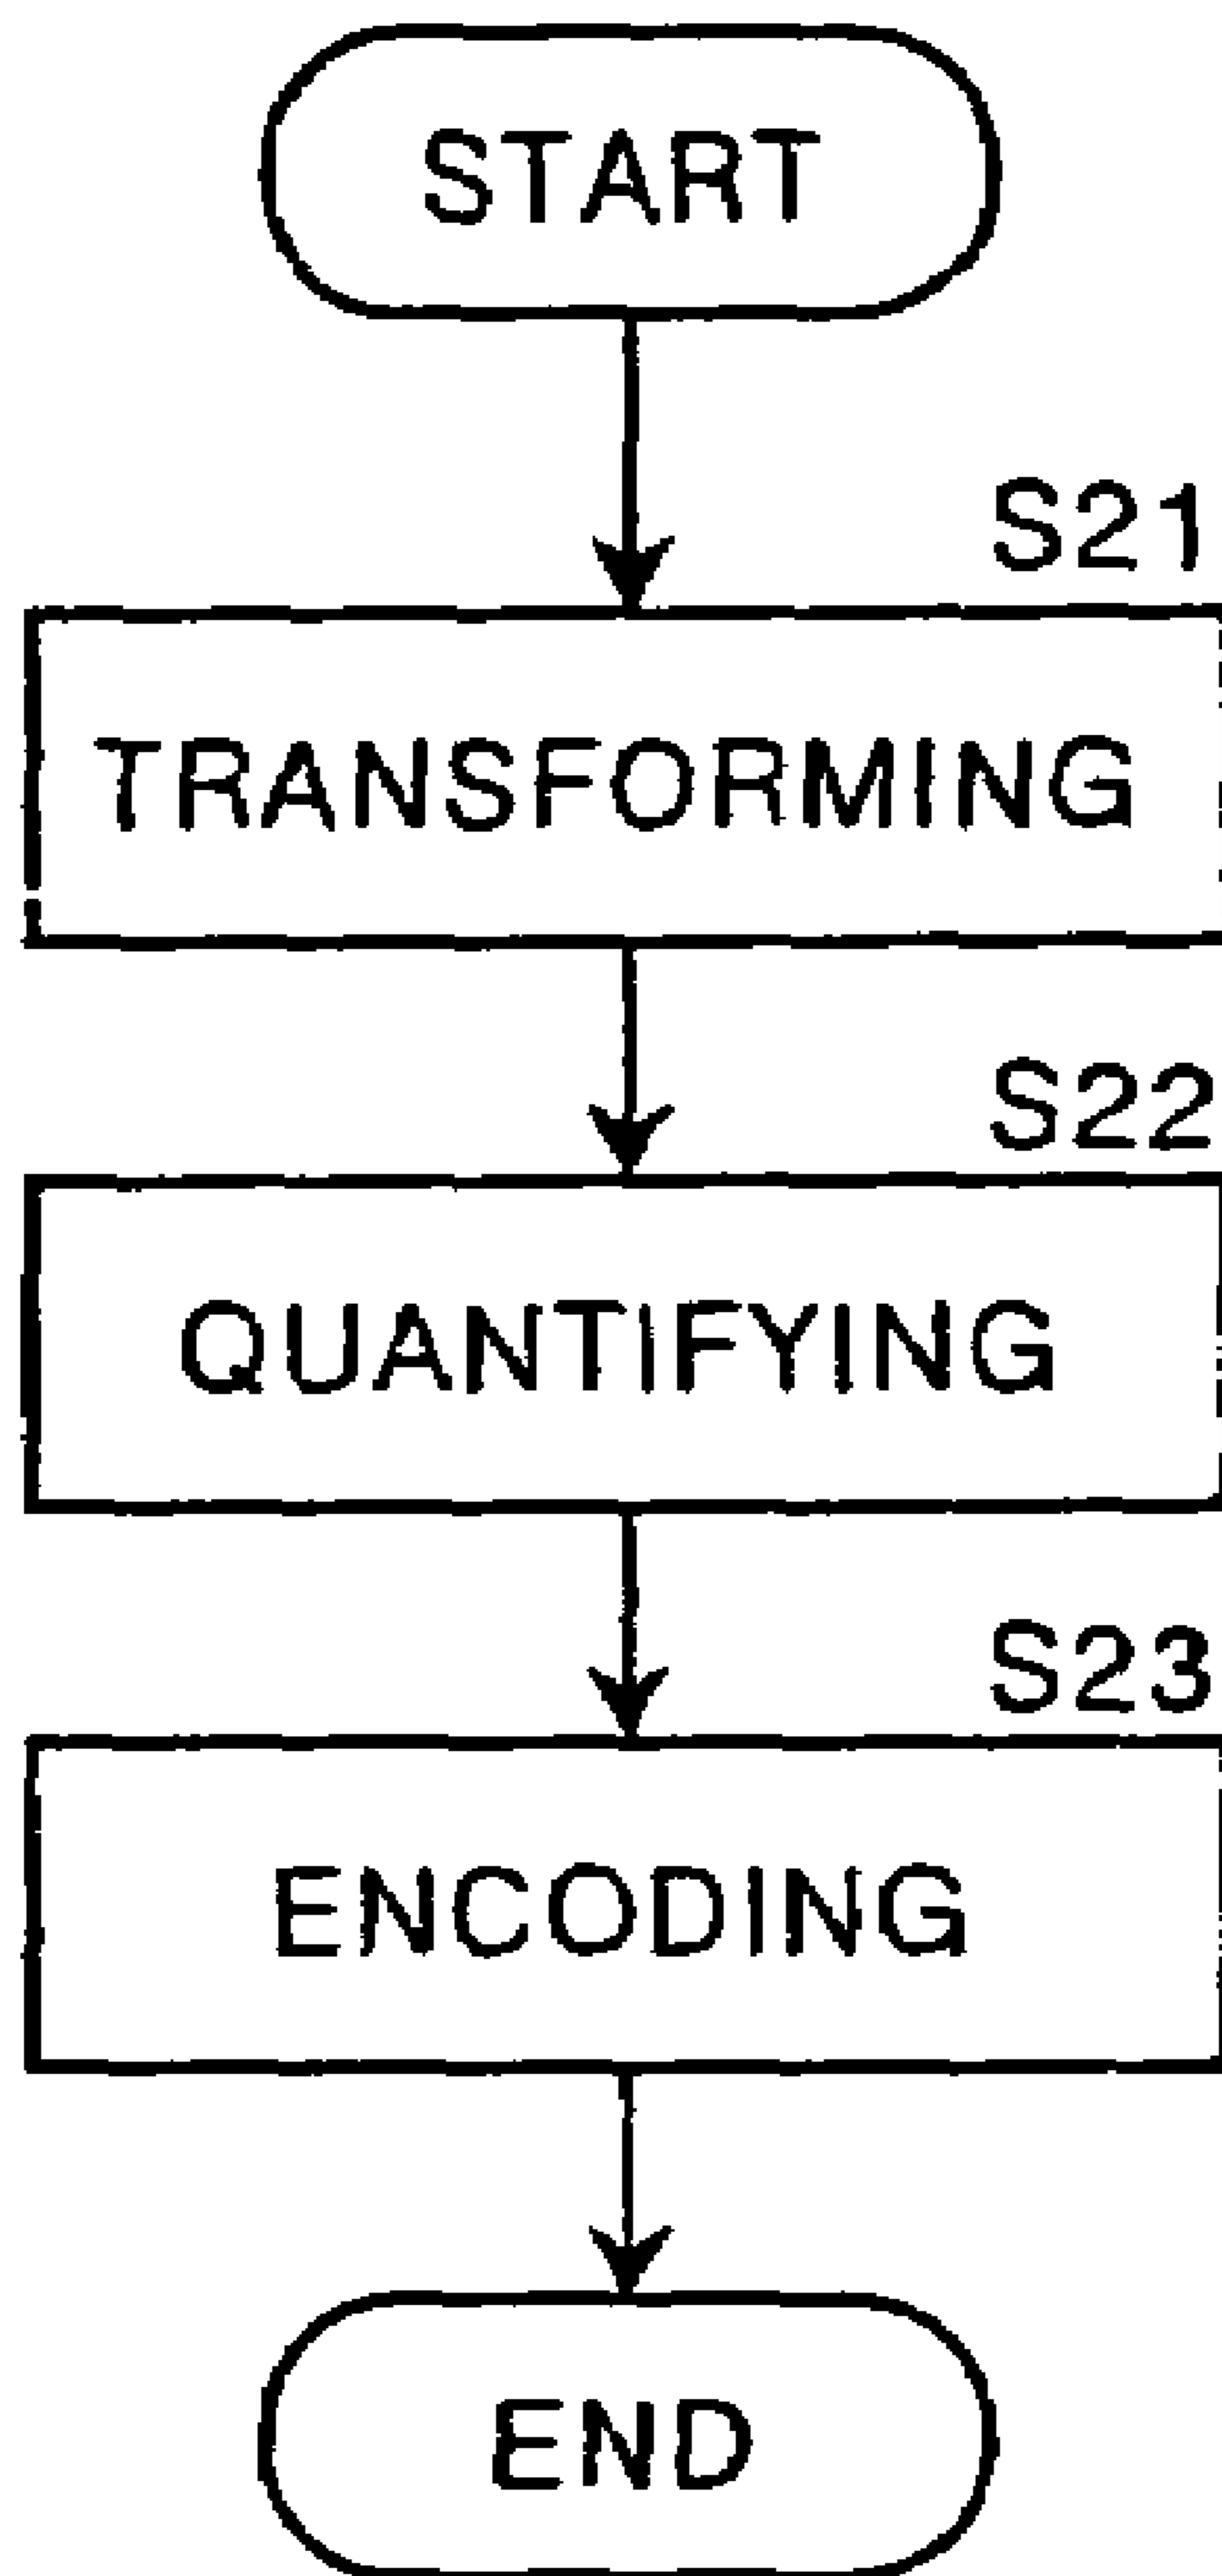 START
S21
TRANSFORMING
S22
QUANTIFYING
S23
ENCODING
END